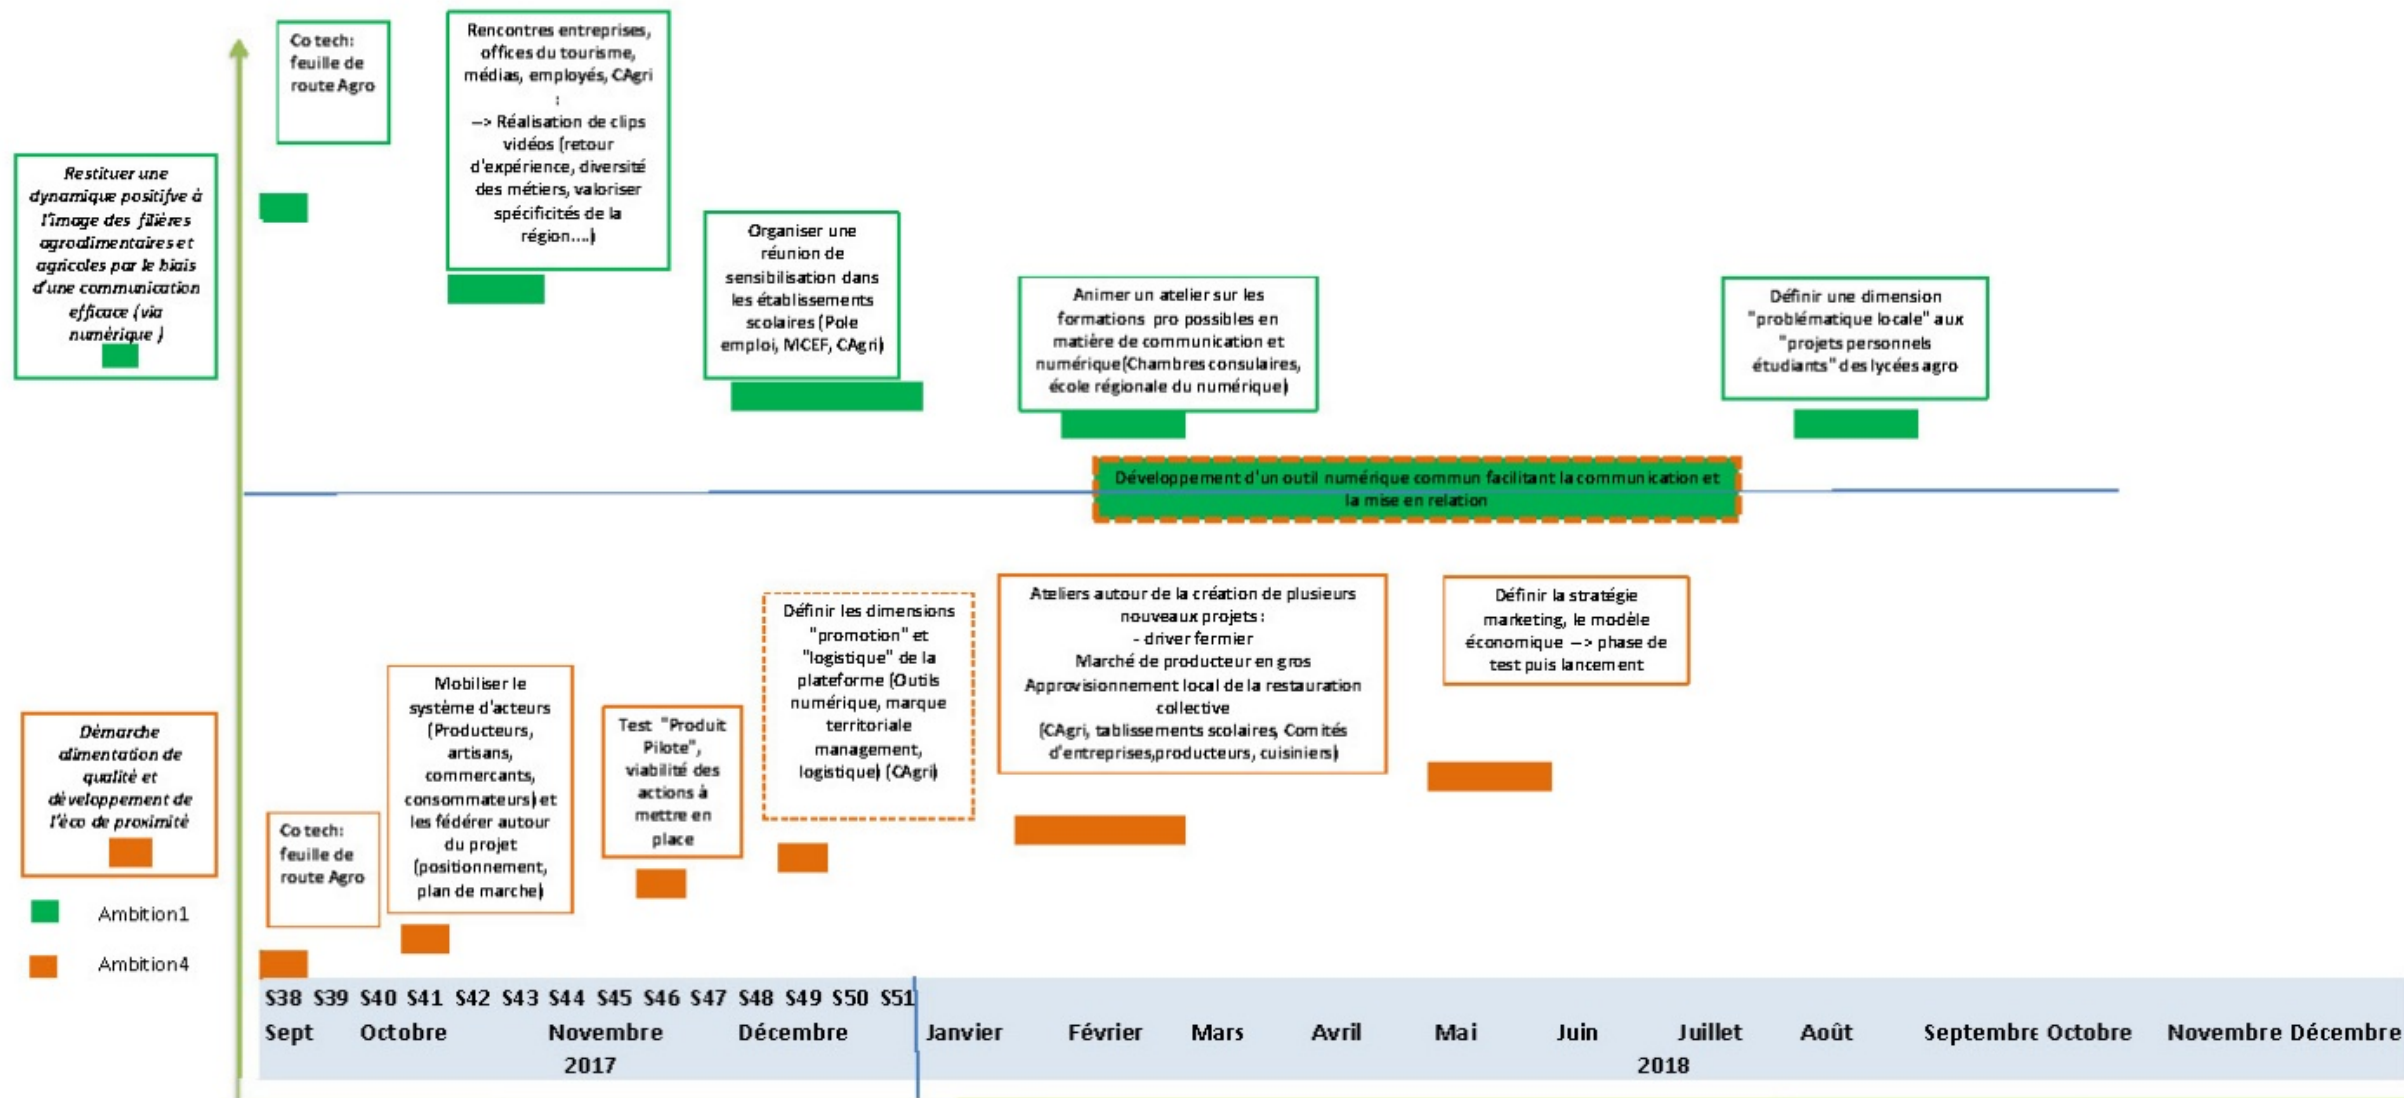 Co tech:
feuille de
route Agro
Rencontres entreprises,
offices du tourisme,
médias, employés, CAgri
:
--> Réalisation de clips
vidéos (retour
d'expérience, diversité
des métiers, valoriser
spécificités de la
région....)
Restituer une
dynamique positifve à
l'image des filières
agroalimentaires et
agricoles par le biais
d'une communication
efficace (via
numérique )
Organiser une
réunion de
sensibilisation dans
les établissements
scolaires (Pole
emploi, MCEF, CAgri)
Animer un atelier sur les
formations pro possibles en
matière de communication et
numérique(Chambres consulaires,
école régionale du numérique)
Définir une dimension
"problématique locale" aux
"projets personnels
étudiants" des lycées agro
Développement d'un outil numérique commun facilitant la communication et
la mise en relation
Démarche
alimentation de
qualité et
développement de
l'éco de proximité
Co tech:
feuille de
route Agro
Mobiliser le
système d'acteurs
(Producteurs,
artisans,
commercants,
consommateurs) et
les fédérer autour
du projet
(positionnement,
plan de marche)
Test "Produit
Pilote",
viabilité des
actions à
mettre en
place
Définir les dimensions
"promotion" et
"logistique" de la
plateforme (Outils
numérique, marque
territoriale
management,
logistique) (CAgri)
Ateliers autour de la création de plusieurs
nouveaux projets :
- driver fermier
Marché de producteur en gros
Approvisionnement local de la restauration
collective
(CAgri, tablissements scolaires, Comités
d'entreprises,producteurs, cuisiniers)
Définir la stratégie
marketing, le modèle
économique --> phase de
test puis lancement
Ambition1
Ambition4
S38 S39 S40 S41 S42 S43 S44 S45 S46 S47 S48 S49 S50 S51
Sept Octobre Novembre Décembre Janvier Février Mars Avril Mai Juin Juillet Août Septembre Octobre Novembre Décembre
2017 2018